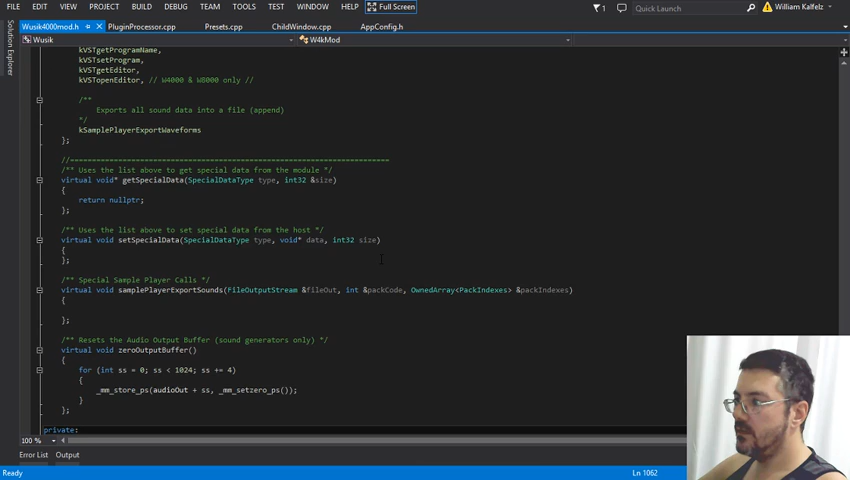 FILE EDIT VIEW PROJECT BUILD DEBUG TEAM TOOLS TEST WINDOW HELP Full Screen 1 Quick Launch (Ctrl+Q) William Kalfelz
Wusik4000mod.h PluginProcessor.cpp Presets.cpp ChildWindow.cpp AppConfig.h
Solution Explorer
Wusik W4kMod
kVSTgetProgramName,
kVSTsetProgram,
kVSTgetEditor,
kVSTopenEditor, // W4000 & W8000 only //
/**
Exports all sound data into a file (append)
*/
kSamplePlayerExportWaveforms
};
//=========================================================================
/** Uses the list above to get special data from the module */
virtual void* getSpecialData(SpecialDataType type, int32 &size)
{
return nullptr;
};
/** Uses the list above to set special data from the host */
virtual void setSpecialData(SpecialDataType type, void* data, int32 size)
{
};
/** Special Sample Player Calls */
virtual void samplePlayerExportSounds(FileOutputStream &fileOut, int &packCode, OwnedArray<PackIndexes> &packIndexes)
{
};
/** Resets the Audio Output Buffer (sound generators only) */
virtual void zeroOutputBuffer()
{
for (int ss = 0; ss < 1024; ss += 4)
{
_mm_store_ps(audioOut + ss, _mm_setzero_ps());
}
};
private:
100 %
Error List Output
Ready Ln 1062